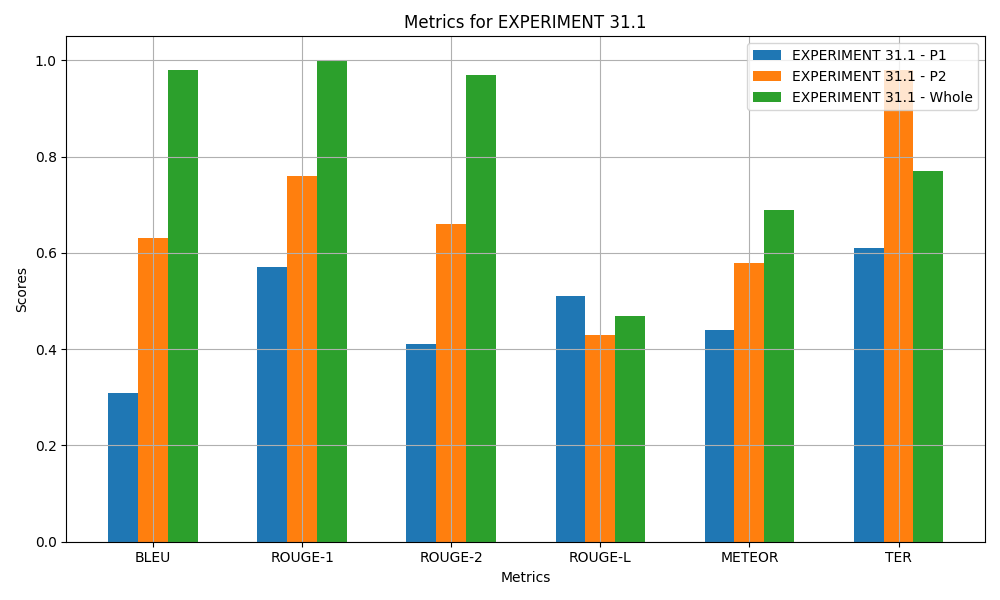 Metrics for EXPERIMENT 31.1
EXPERIMENT 31.1 - P1
EXPERIMENT 31.1 - P2
EXPERIMENT 31.1 - Whole
1.0
0.8
0.6
0.4
0.2
0.0
Scores
BLEU ROUGE-1 ROUGE-2 ROUGE-L METEOR TER
Metrics